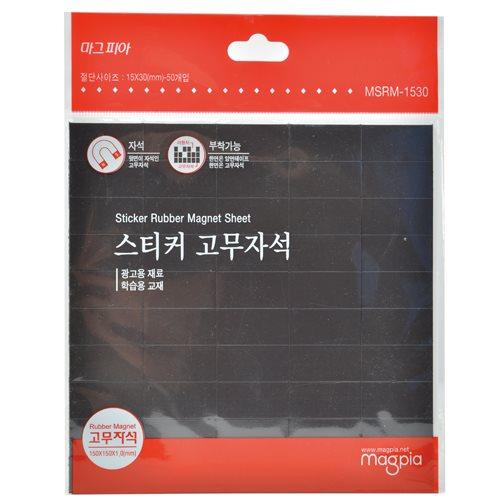 마그피아
절단사이즈 : 15X30(mm)-50개입
MSRM-1530
자석
뒷면이 자석인
고무자석
부착가능
한면은 양면테이프
한면은 고무자석
Sticker Rubber Magnet Sheet
스티커 고무자석
광고용 재료
학습용 교재
Rubber Magnet
고무자석
150X150X1.0(mm)
www.magpia.net
magpia